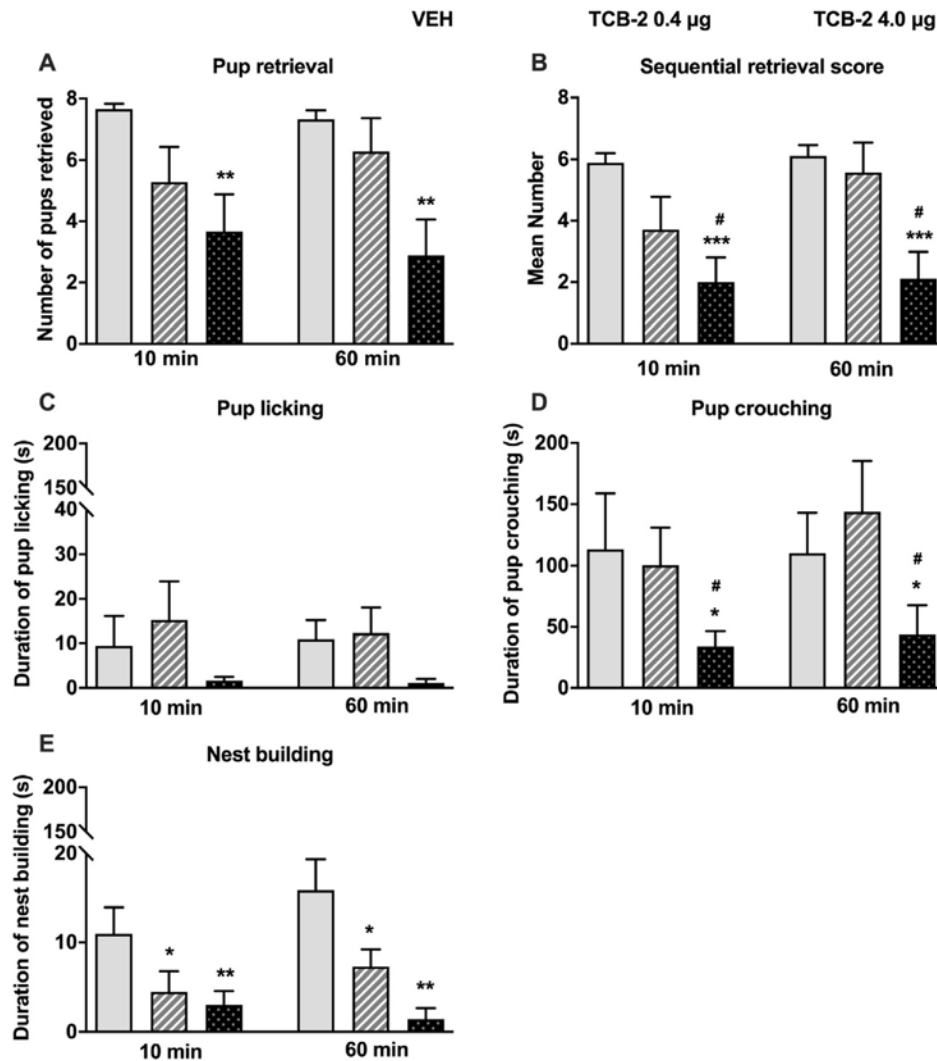 VEH TCB-2 0.4 µg TCB-2 4.0 µg
A Pup retrieval
Number of pups retrieved
8
6
4
2
0
**
**
10 min 60 min
B Sequential retrieval score
Mean Number
8
6
4
2
0
#
***
#
***
10 min 60 min
C Pup licking
Duration of pup licking (s)
200
150
40
30
20
10
0
10 min 60 min
D Pup crouching
Duration of pup crouching (s)
200
150
100
50
0
#
*
#
*
10 min 60 min
E Nest building
Duration of nest building (s)
200
150
20
10
0
*
**
*
**
10 min 60 min